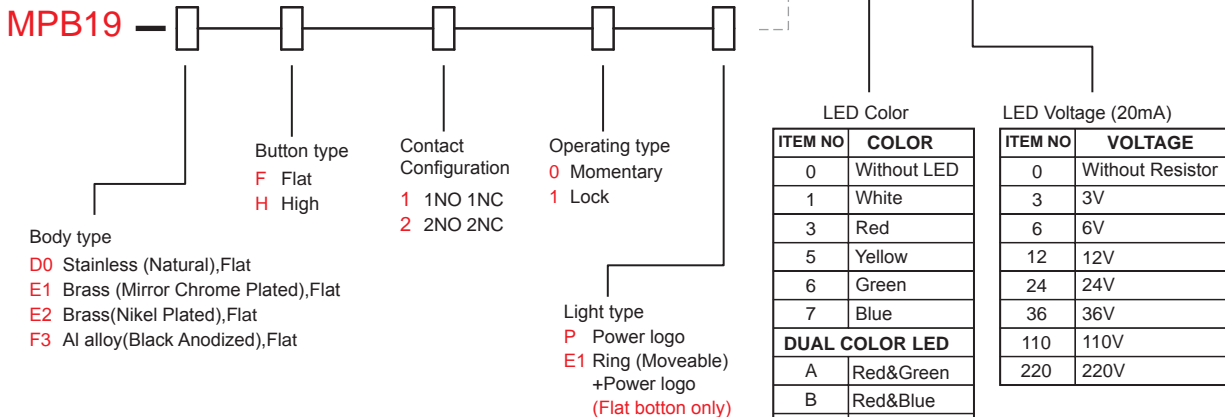 MPB19
Body type
D0 Stainless (Natural),Flat
E1 Brass (Mirror Chrome Plated),Flat
E2 Brass(Nikel Plated),Flat
F3 Al alloy(Black Anodized),Flat
Button type
F Flat
H High
Contact
Configuration
1 1NO 1NC
2 2NO 2NC
Operating type
0 Momentary
1 Lock
Light type
P Power logo
E1 Ring (Moveable)
+Power logo
(Flat botton only)
LED Color
ITEM NO COLOR
0 Without LED
1 White
3 Red
5 Yellow
6 Green
7 Blue
DUAL COLOR LED
A Red&Green
B Red&Blue
LED Voltage (20mA)
ITEM NO VOLTAGE
0 Without Resistor
3 3V
6 6V
12 12V
24 24V
36 36V
110 110V
220 220V